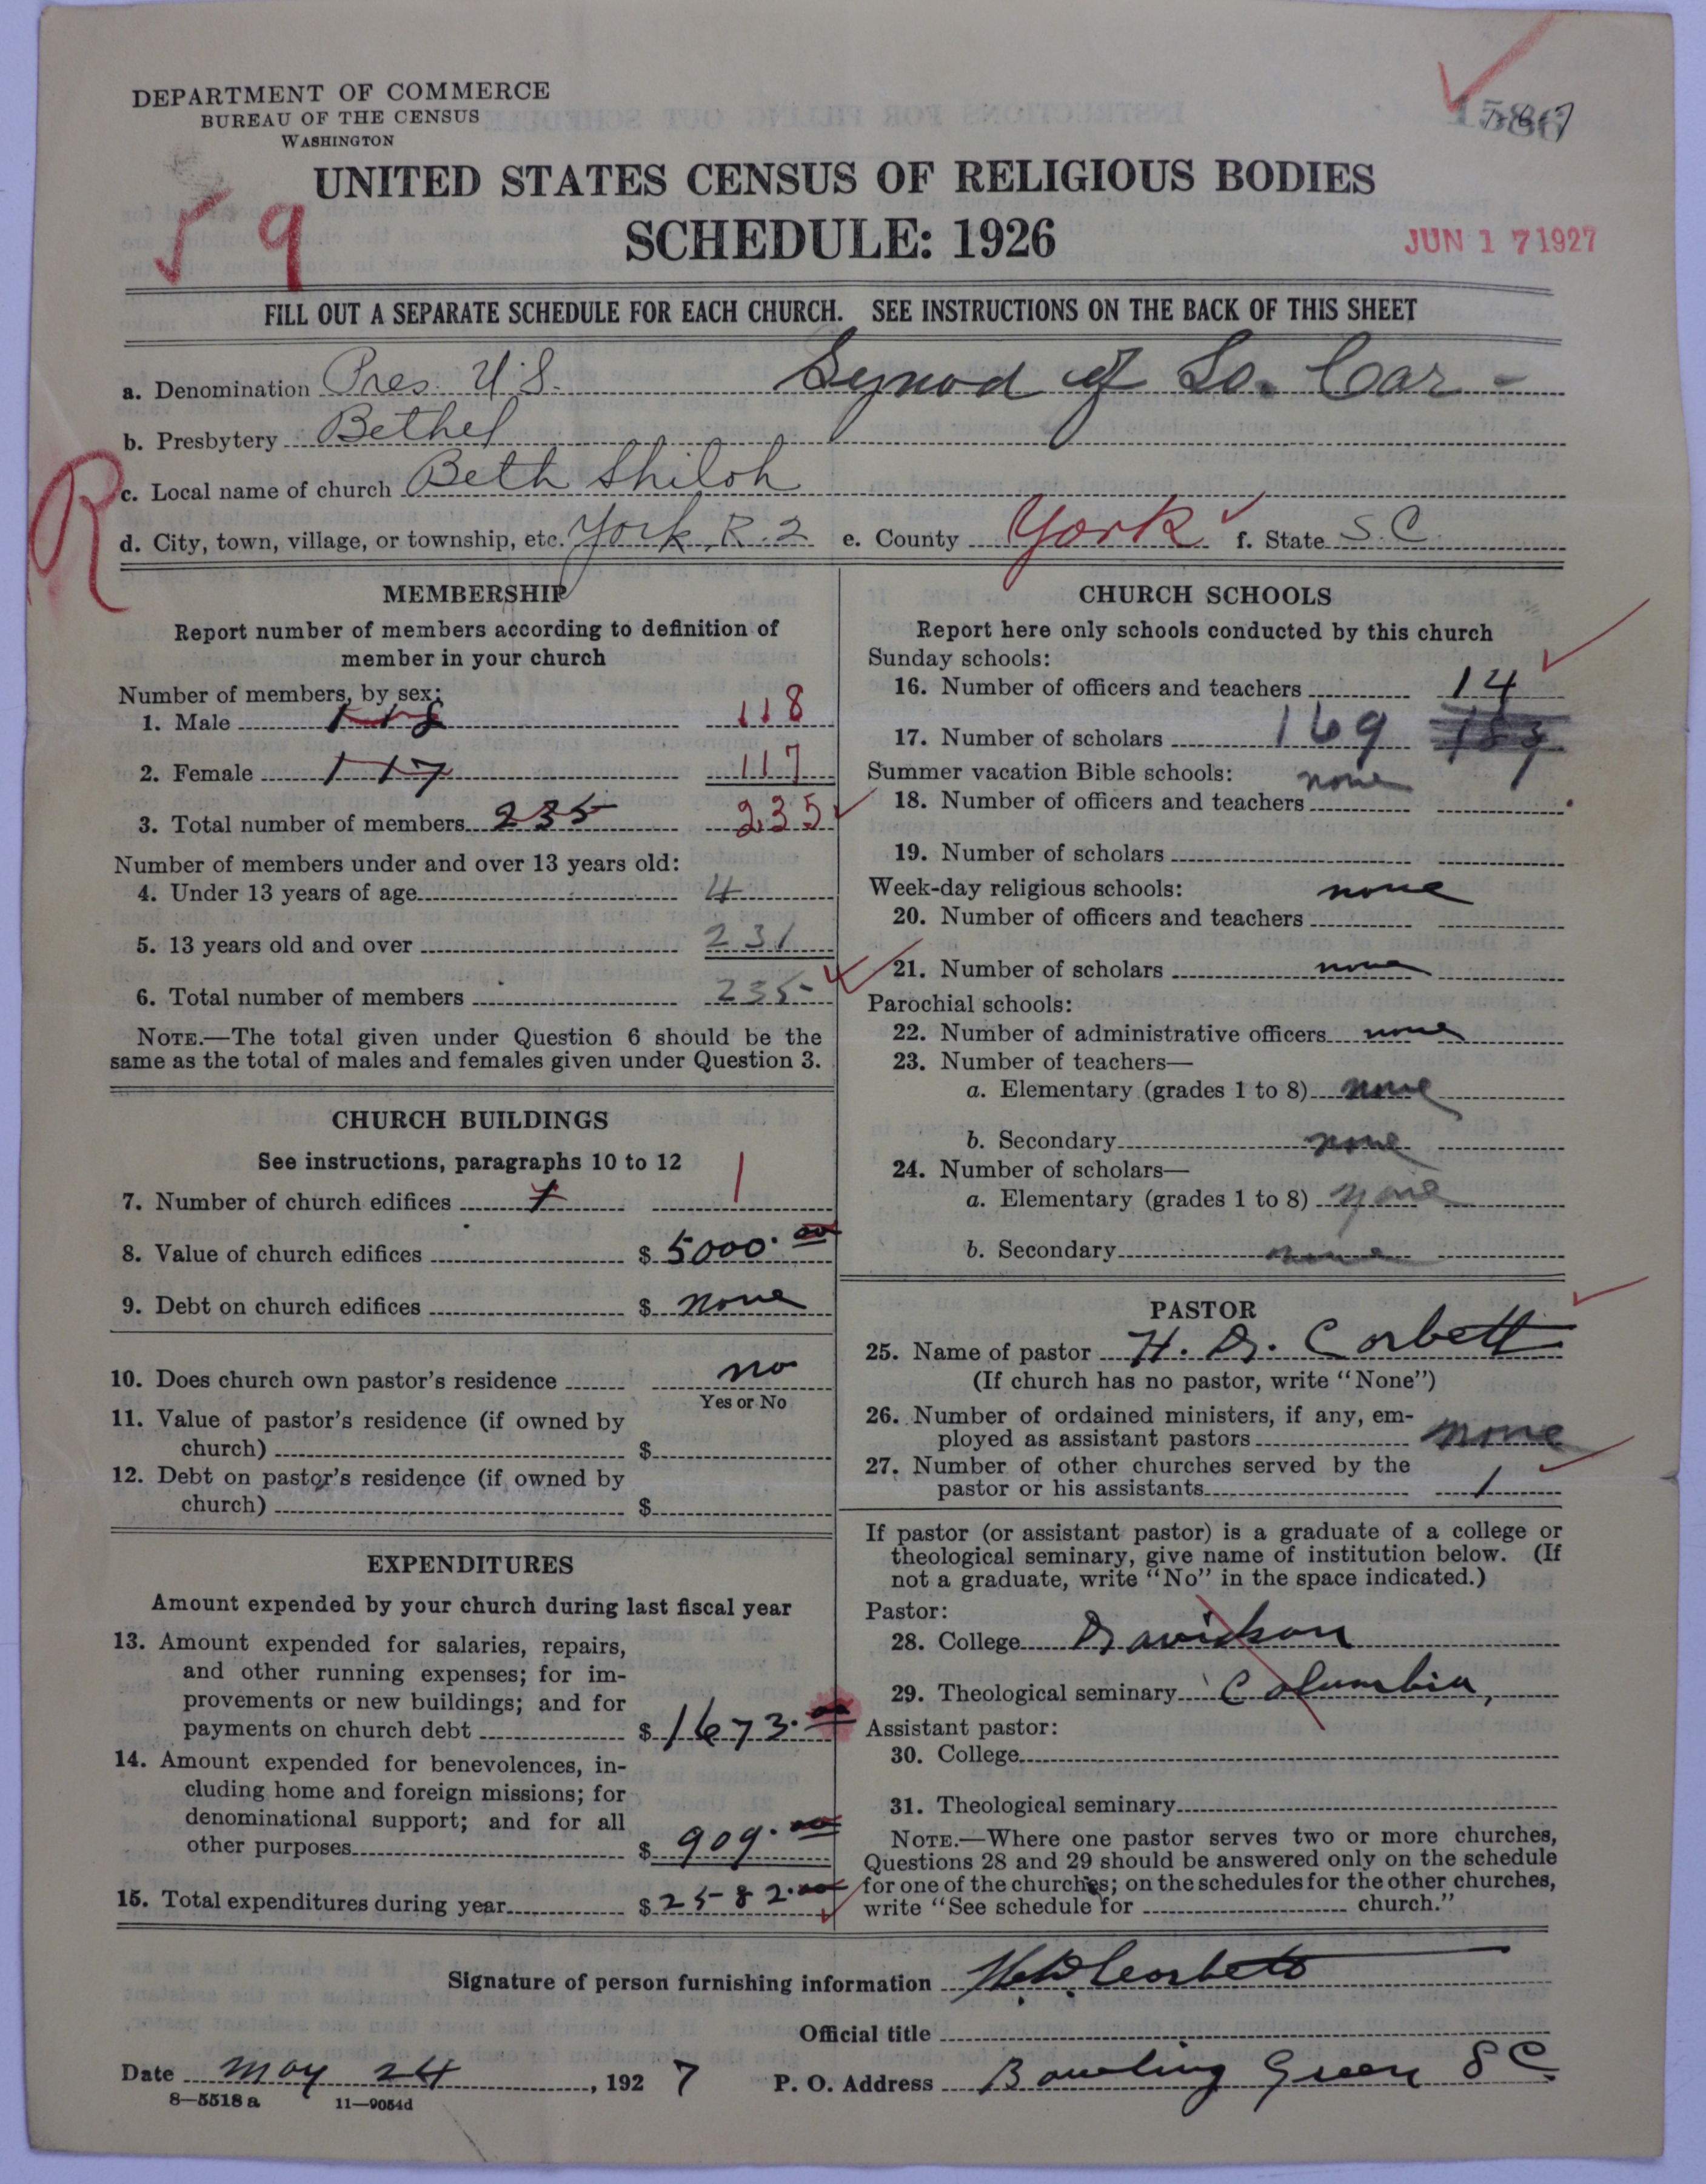 DEPARTMENT OF COMMERCE
BUREAU OF THE CENSUS
WASHINGTON
UNITED STATES CENSUS OF RELIGIOUS BODIES
SCHEDULE: 1926
9
JUN 17 1927
FILL OUT A SEPARATE SCHEDULE FOR EACH CHURCH. SEE INSTRUCTIONS ON THE BACK OF THIS SHEET
a. Denomination Pres. U.S. Synod of So. Car-
b. Presbytery Bethel
R
c. Local name of church Beth Shiloh
d. City, town, village, or township, etc. York, R. 2 e. County York f. State S.C.
MEMBERSHIP
Report number of members according to definition of
member in your church
Number of members, by sex:
1. Male 118 118
2. Female 117 117
3. Total number of members 235 235
Number of members under and over 13 years old:
4. Under 13 years of age 4
5. 13 years old and over 231
6. Total number of members 235
NOTE.—The total given under Question 6 should be the
same as the total of males and females given under Question 3.
CHURCH BUILDINGS
See instructions, paragraphs 10 to 12
7. Number of church edifices 1 1
8. Value of church edifices $ 5000.00
9. Debt on church edifices $ none
10. Does church own pastor's residence no
Yes or No
11. Value of pastor's residence (if owned by
church) $
12. Debt on pastor's residence (if owned by
church) $
EXPENDITURES
Amount expended by your church during last fiscal year
13. Amount expended for salaries, repairs,
and other running expenses; for im-
provements or new buildings; and for
payments on church debt $ 1673.00
14. Amount expended for benevolences, in-
cluding home and foreign missions; for
denominational support; and for all
other purposes $ 909.00
15. Total expenditures during year $ 2582.00
CHURCH SCHOOLS
Report here only schools conducted by this church
Sunday schools:
16. Number of officers and teachers 14
17. Number of scholars 169 183
Summer vacation Bible schools:
18. Number of officers and teachers none
19. Number of scholars
Week-day religious schools:
20. Number of officers and teachers none
21. Number of scholars none
Parochial schools:
22. Number of administrative officers none
23. Number of teachers—
a. Elementary (grades 1 to 8) none
b. Secondary none
24. Number of scholars—
a. Elementary (grades 1 to 8) none
b. Secondary none
PASTOR
25. Name of pastor H. D. Corbett
(If church has no pastor, write "None")
26. Number of ordained ministers, if any, em-
ployed as assistant pastors none
27. Number of other churches served by the
pastor or his assistants 1
If pastor (or assistant pastor) is a graduate of a college or
theological seminary, give name of institution below. (If
not a graduate, write "No" in the space indicated.)
Pastor:
28. College Davidson
29. Theological seminary Columbia,
Assistant pastor:
30. College
31. Theological seminary
NOTE.—Where one pastor serves two or more churches,
Questions 28 and 29 should be answered only on the schedule
for one of the churches; on the schedules for the other churches,
write "See schedule for church."
Signature of person furnishing information H. D. Corbett
Official title
Date May 24, 1927 P. O. Address Bowling Green S C.
8—5518 a 11—9054d